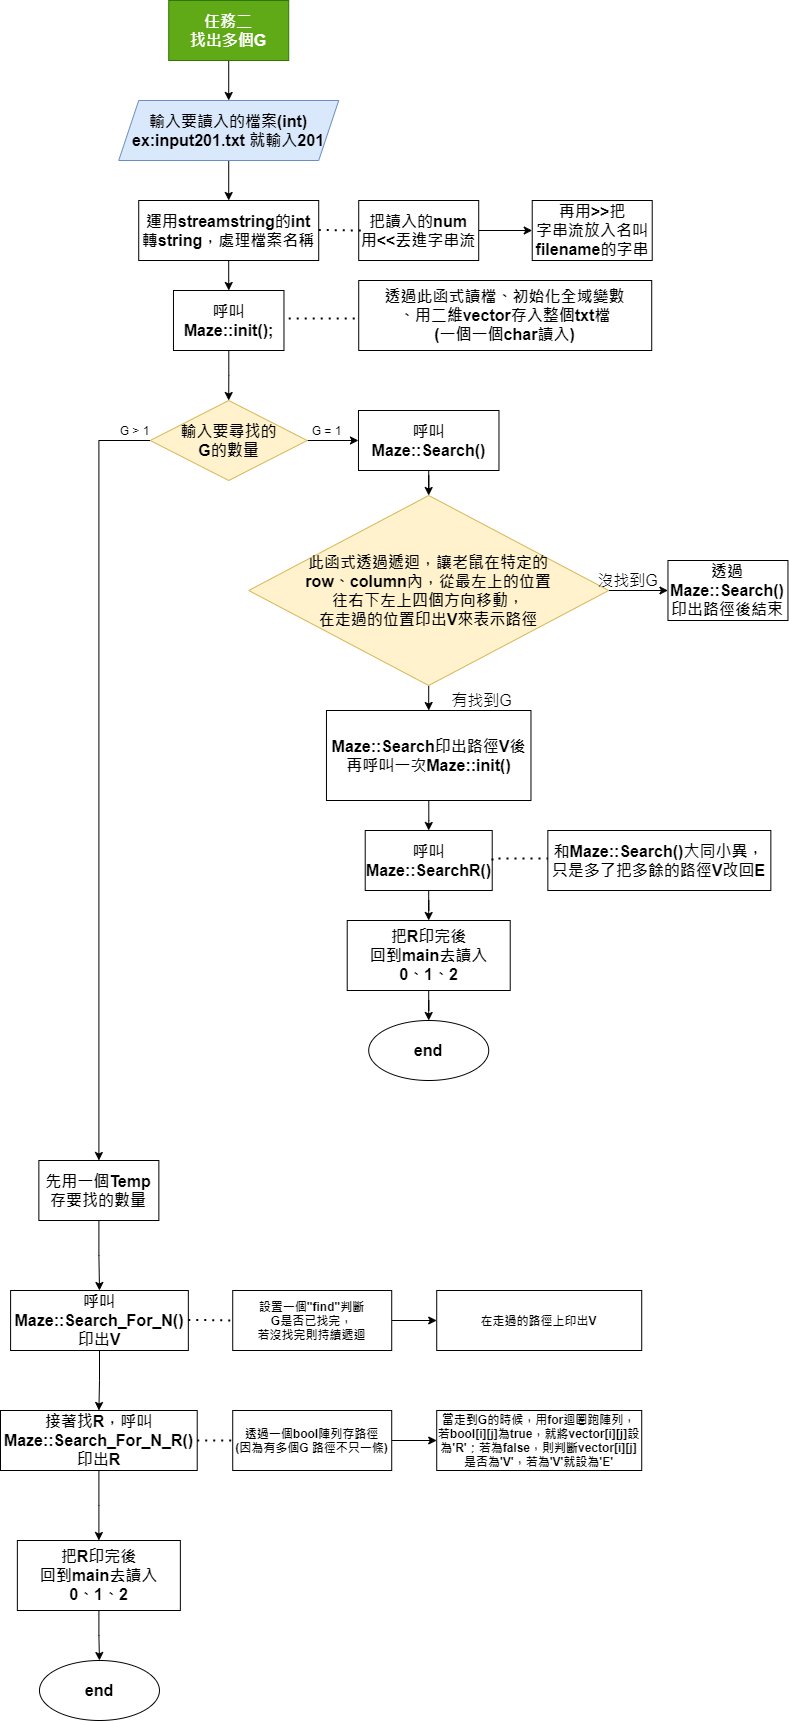 任務二
找出多個G
輸入要讀入的檔案(int)
ex:input201.txt 就輸入201
運用streamstring的int
轉string，處理檔案名稱
把讀入的num
用<<丟進字串流
再用>>把
字串流放入名叫
filename的字串
呼叫
Maze::init();
透過此函式讀檔、初始化全域變數
、用二維vector存入整個txt檔
(一個一個char讀入)
輸入要尋找的
G的數量
G > 1
G = 1
呼叫
Maze::Search()
此函式透過遞迴，讓老鼠在特定的
row、column內，從最左上的位置
往右下左上四個方向移動，
在走過的位置印出V來表示路徑
沒找到G
透過
Maze::Search()
印出路徑後結束
有找到G
Maze::Search印出路徑V後
再呼叫一次Maze::init()
呼叫
Maze::SearchR()
和Maze::Search()大同小異，
只是多了把多餘的路徑V改回E
把R印完後
回到main去讀入
0、1、2
end
先用一個Temp
存要找的數量
呼叫
Maze::Search_For_N()
印出V
設置一個"find"判斷
G是否已找完，
若沒找完則持續遞迴
在走過的路徑上印出V
接著找R，呼叫
Maze::Search_For_N_R()
印出R
透過一個bool陣列存路徑
(因為有多個G 路徑不只一條)
當走到G的時候，用for迴圈跑陣列，
若bool[i][j]為true，就將vector[i][j]設
為'R'；若為false，則判斷vector[i][j]
是否為'V'，若為'V'就設為'E'
把R印完後
回到main去讀入
0、1、2
end